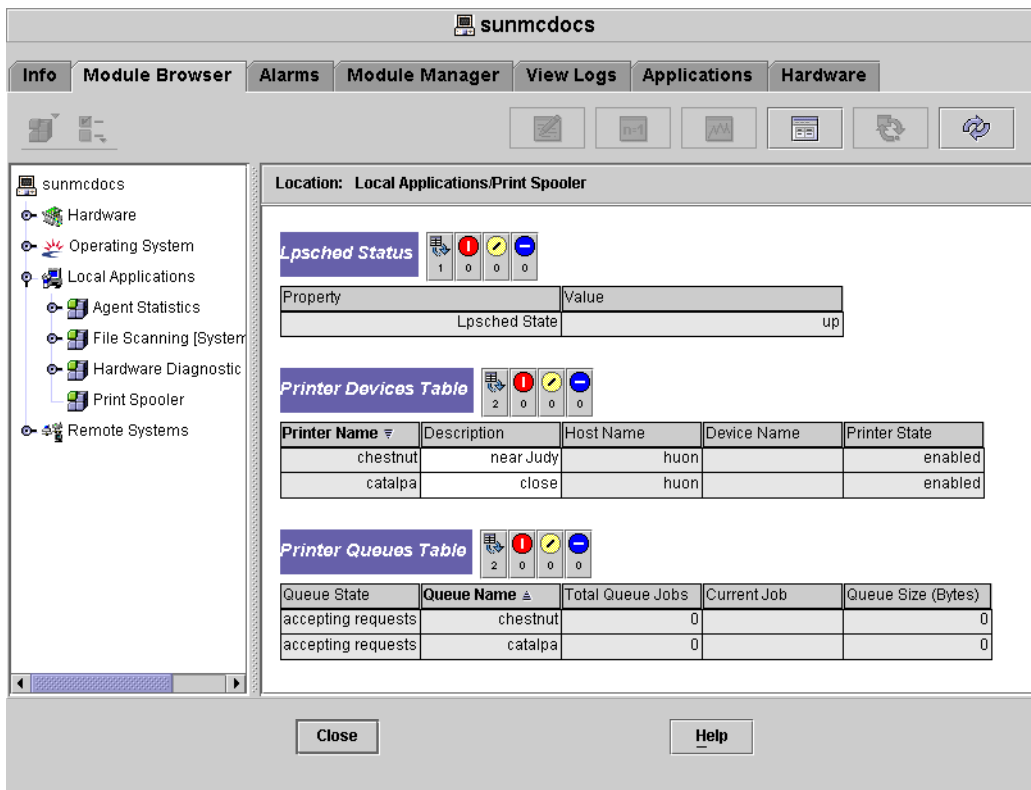 sunmcdocs
Info Module Browser Alarms Module Manager View Logs Applications Hardware
n=1
sunmcdocs
Hardware
Operating System
Local Applications
Agent Statistics
File Scanning [System
Hardware Diagnostic
Print Spooler
Remote Systems
Location: Local Applications/Print Spooler
Lpsched Status 1 0 0 0
Property Value
Lpsched State up
Printer Devices Table 2 0 0 0
Printer Name Description Host Name Device Name Printer State
chestnut near Judy huon enabled
catalpa close huon enabled
Printer Queues Table 2 0 0 0
Queue State Queue Name Total Queue Jobs Current Job Queue Size (Bytes)
accepting requests chestnut 0 0
accepting requests catalpa 0 0
Close Help